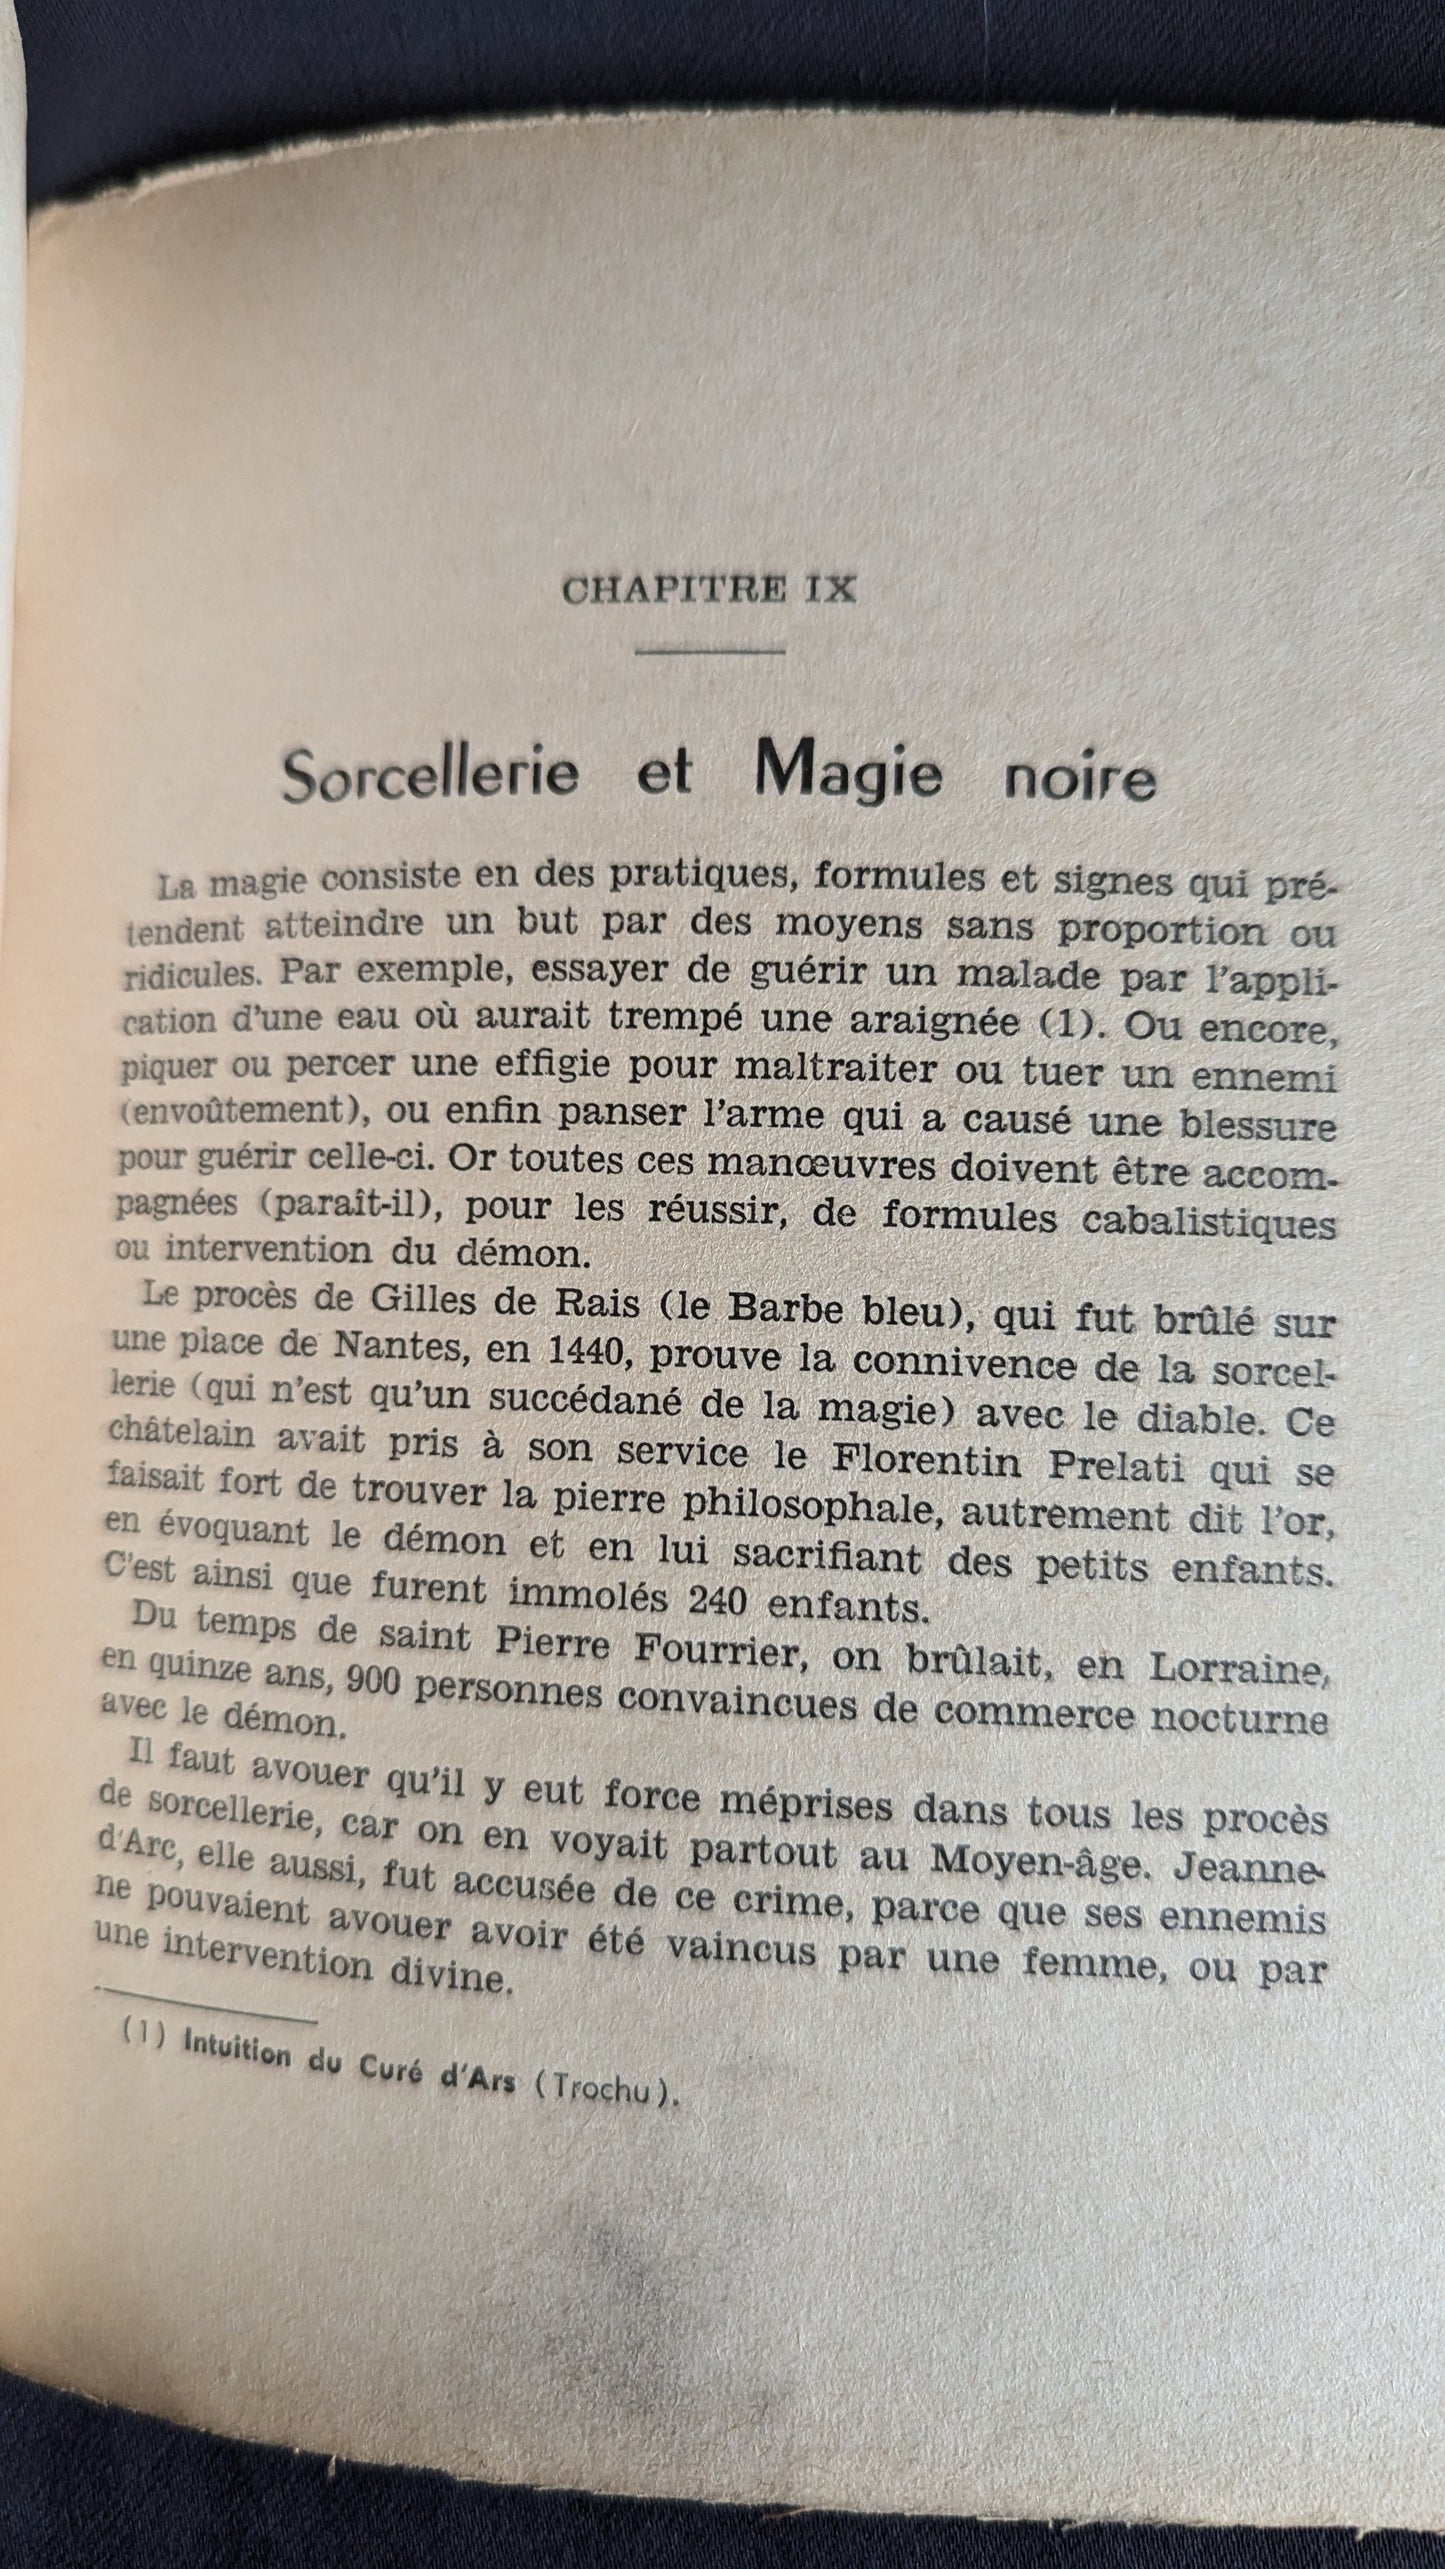 CHAPITRE IX
Sorcellerie et Magie noire
La magie consiste en des pratiques, formules et signes qui pré-
tendent atteindre un but par des moyens sans proportion ou
ridicules. Par exemple, essayer de guérir un malade par l'appli-
cation d'une eau où aurait trempé une araignée (1). Ou encore,
piquer ou percer une effigie pour maltraiter ou tuer un ennemi
(envoûtement), ou enfin panser l'arme qui a causé une blessure
pour guérir celle-ci. Or toutes ces manœuvres doivent être accom-
pagnées (paraît-il), pour les réussir, de formules cabalistiques
ou intervention du démon.
Le procès de Gilles de Rais (le Barbe bleu), qui fut brûlé sur
une place de Nantes, en 1440, prouve la connivence de la sorcel-
lerie (qui n'est qu'un succédané de la magie) avec le diable. Ce
châtelain avait pris à son service le Florentin Prelati qui se
faisait fort de trouver la pierre philosophale, autrement dit l'or,
en évoquant le démon et en lui sacrifiant des petits enfants.
C'est ainsi que furent immolés 240 enfants.
Du temps de saint Pierre Fourrier, on brûlait, en Lorraine,
en quinze ans, 900 personnes convaincues de commerce nocturne
avec le démon.
Il faut avouer qu'il y eut force méprises dans tous les procès
de sorcellerie, car on en voyait partout au Moyen-âge. Jeanne-
d'Arc, elle aussi, fut accusée de ce crime, parce que ses ennemis
ne pouvaient avouer avoir été vaincus par une femme, ou par
une intervention divine.
(1) Intuition du Curé d'Ars (Trochu).